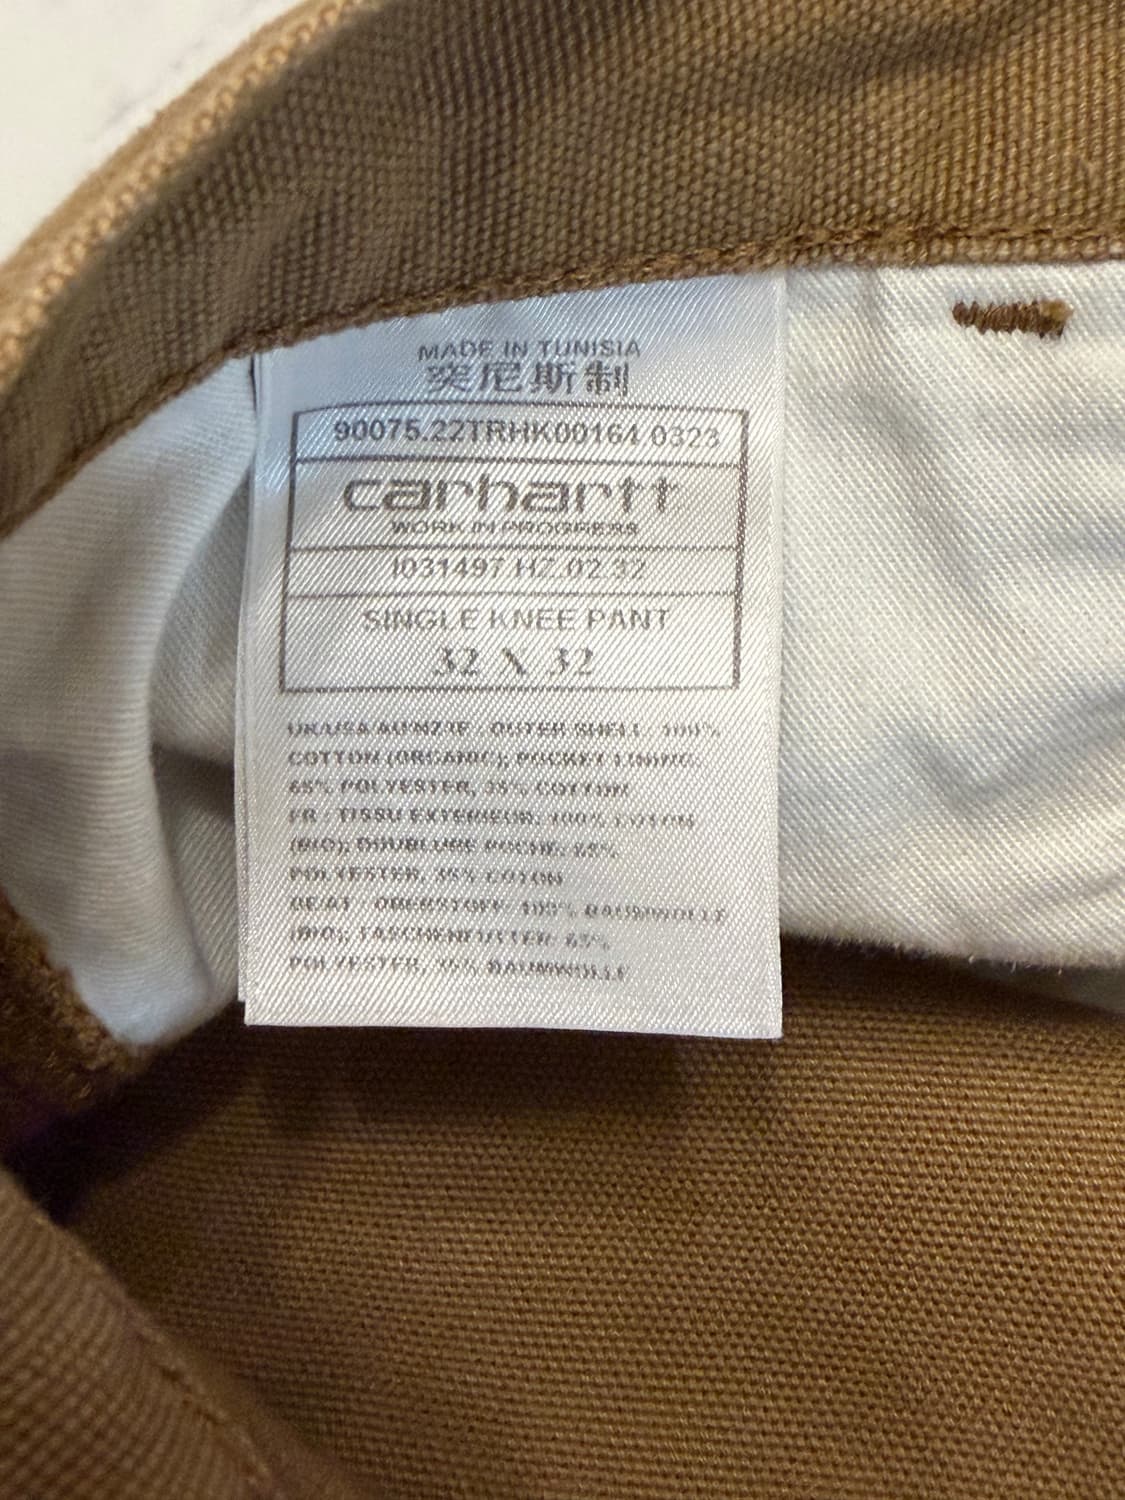 MADE IN TUNISIA
突尼斯制
90075.22TRHK00164 0323
carhartt
WORK IN PROGRESS
I031497 HZ.02.32
SINGLE KNEE PANT
32 X 32
UK/USA/AU/NZ/IE : OUTER SHELL: 100%
COTTON (ORGANIC); POCKET LINING:
65% POLYESTER, 35% COTTON
FR : TISSU EXTERIEUR: 100% COTON
(BIO); DOUBLURE POCHE: 65%
POLYESTER, 35% COTON
DE/AT : OBERSTOFF: 100% BAUMWOLLE
(BIO); TASCHENFUTTER: 65%
POLYESTER, 35% BAUMWOLLE